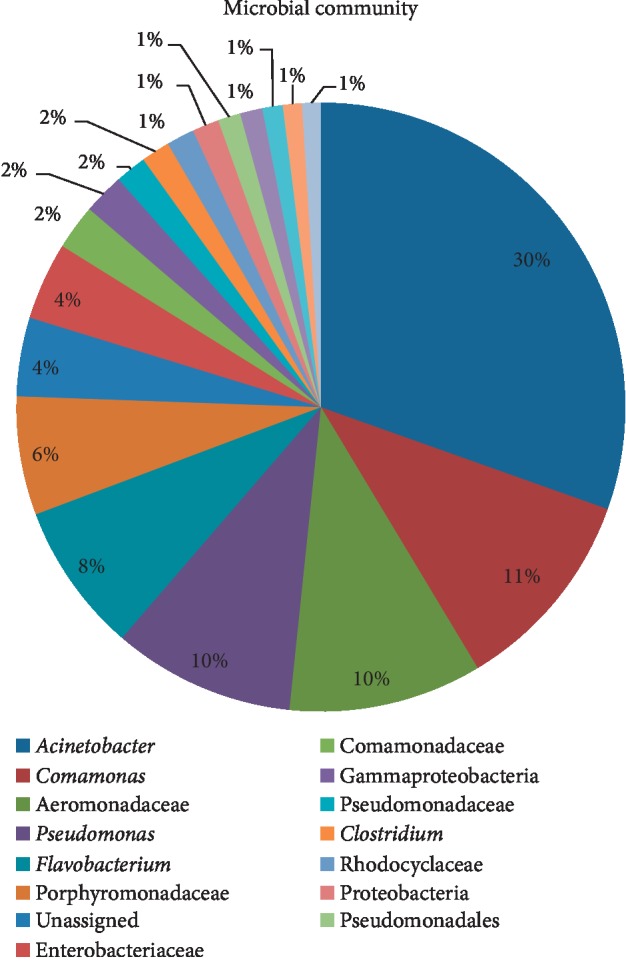 Microbial community
1%
1%
1%
1%
1%
1%
1%
2%
2%
2%
2%
30%
4%
4%
6%
8%
11%
10%
10%
Acinetobacter
Comamonas
Aeromonadaceae
Pseudomonas
Flavobacterium
Porphyromonadaceae
Unassigned
Enterobacteriaceae
Comamonadaceae
Gammaproteobacteria
Pseudomonadaceae
Clostridium
Rhodocyclaceae
Proteobacteria
Pseudomonadales